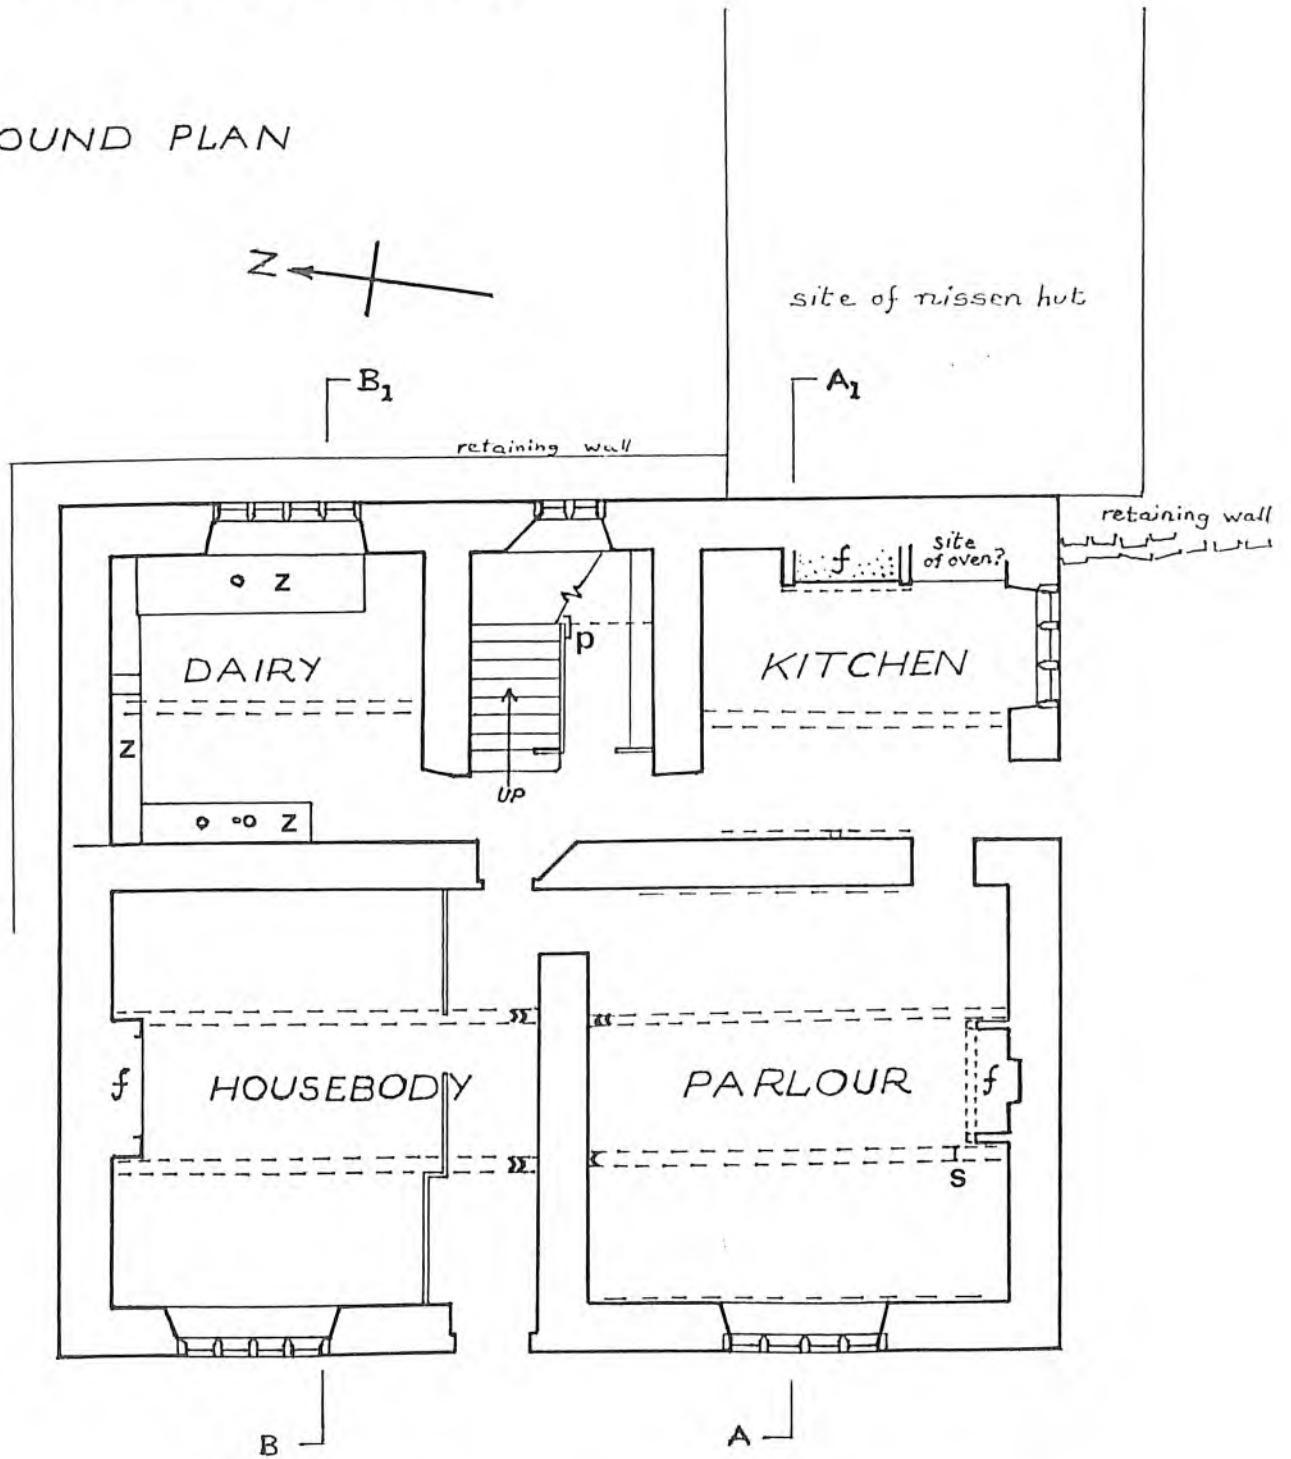 OUND PLAN
N
site of nissen hut
B₁
A₁
retaining wall
retaining wall
f
site
of oven?
z
p
DAIRY
KITCHEN
z
UP
z
f
HOUSEBODY
PARLOUR
f
s
B
A